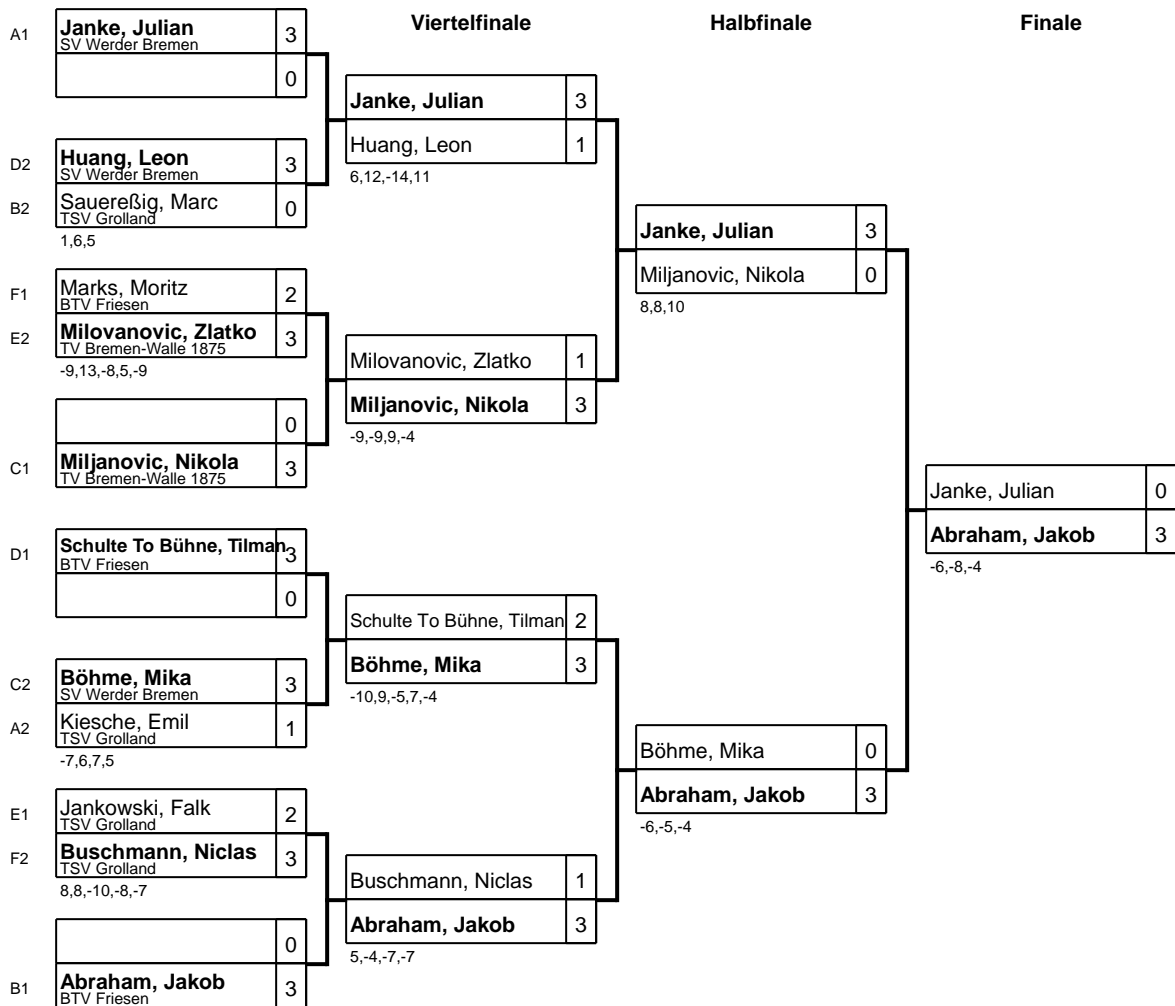 Viertelfinale
Halbfinale
Finale
A1 Janke, Julian 3
SV Werder Bremen
0
D2 Huang, Leon 3
SV Werder Bremen
B2 Sauereßig, Marc 0
TSV Grolland
1,6,5
F1 Marks, Moritz 2
BTV Friesen
E2 Milovanovic, Zlatko 3
TV Bremen-Walle 1875
-9,13,-8,5,-9
0
C1 Miljanovic, Nikola 3
TV Bremen-Walle 1875
D1 Schulte To Bühne, Tilman 3
BTV Friesen
0
C2 Böhme, Mika 3
SV Werder Bremen
A2 Kiesche, Emil 1
TSV Grolland
-7,6,7,5
E1 Jankowski, Falk 2
TSV Grolland
F2 Buschmann, Niclas 3
TSV Grolland
8,8,-10,-8,-7
0
B1 Abraham, Jakob 3
BTV Friesen
Janke, Julian 3
Huang, Leon 1
6,12,-14,11
Milovanovic, Zlatko 1
Miljanovic, Nikola 3
-9,-9,9,-4
Schulte To Bühne, Tilman 2
Böhme, Mika 3
-10,9,-5,7,-4
Buschmann, Niclas 1
Abraham, Jakob 3
5,-4,-7,-7
Janke, Julian 3
Miljanovic, Nikola 0
8,8,10
Böhme, Mika 0
Abraham, Jakob 3
-6,-5,-4
Janke, Julian 0
Abraham, Jakob 3
-6,-8,-4